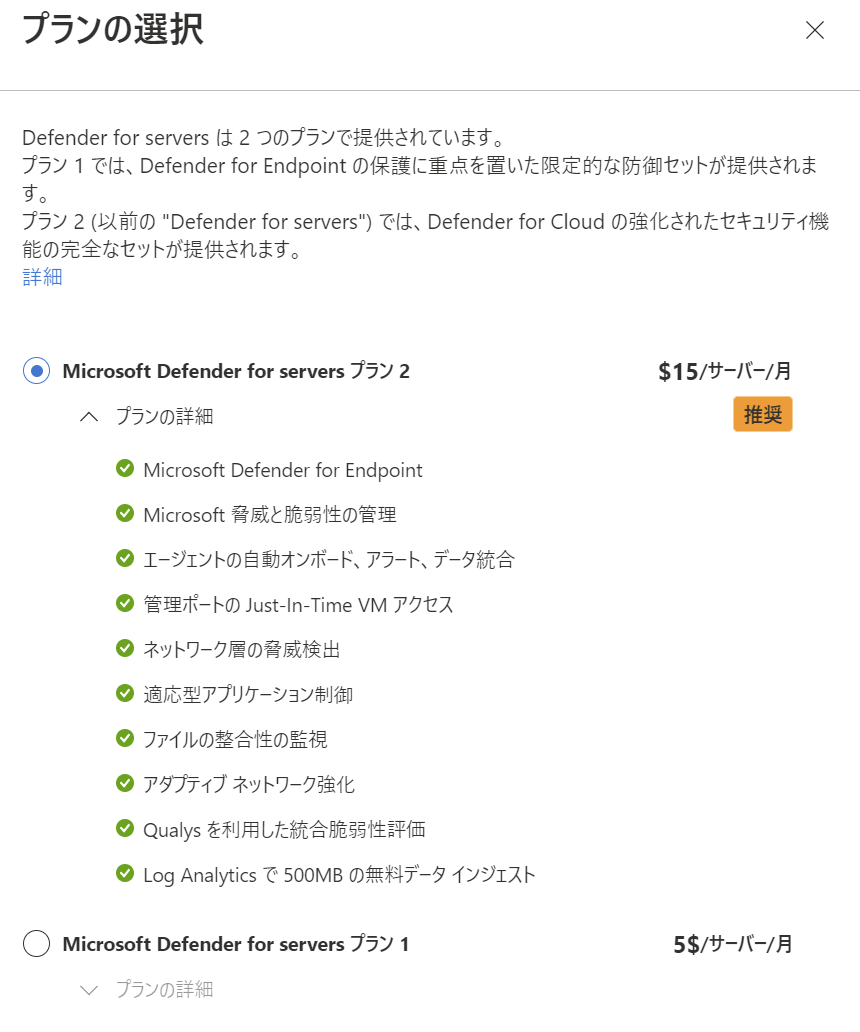 プランの選択
Defender for servers は 2 つのプランで提供されています。
プラン 1 では、Defender for Endpoint の保護に重点を置いた限定的な防御セットが提供されま
す。
プラン 2 (以前の "Defender for servers") では、Defender for Cloud の強化されたセキュリティ機
能の完全なセットが提供されます。
詳細
Microsoft Defender for servers プラン 2 $15/サーバー/月
プランの詳細 推奨
Microsoft Defender for Endpoint
Microsoft 脅威と脆弱性の管理
エージェントの自動オンボード、アラート、データ統合
管理ポートの Just-In-Time VM アクセス
ネットワーク層の脅威検出
適応型アプリケーション制御
ファイルの整合性の監視
アダプティブ ネットワーク強化
Qualys を利用した統合脆弱性評価
Log Analytics で 500MB の無料データ インジェスト
Microsoft Defender for servers プラン 1 5$/サーバー/月
プランの詳細